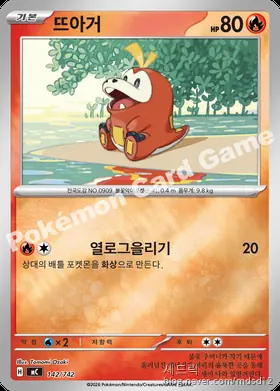 기본 뜨아거 HP 80
Pokémon Card Game
전국도감 NO.0909 불꽃악어포켓몬 키: 0.4 m 몸무게: 9.8 kg
열로그올리기 20
상대의 배틀 포켓몬을 화상으로 만든다.
약점 ×2 저항력 후퇴
Illus. Tomomi Ozaki
H MC 142/742
©2026 Pokémon/Nintendo/Creatures/GAME FREAK.